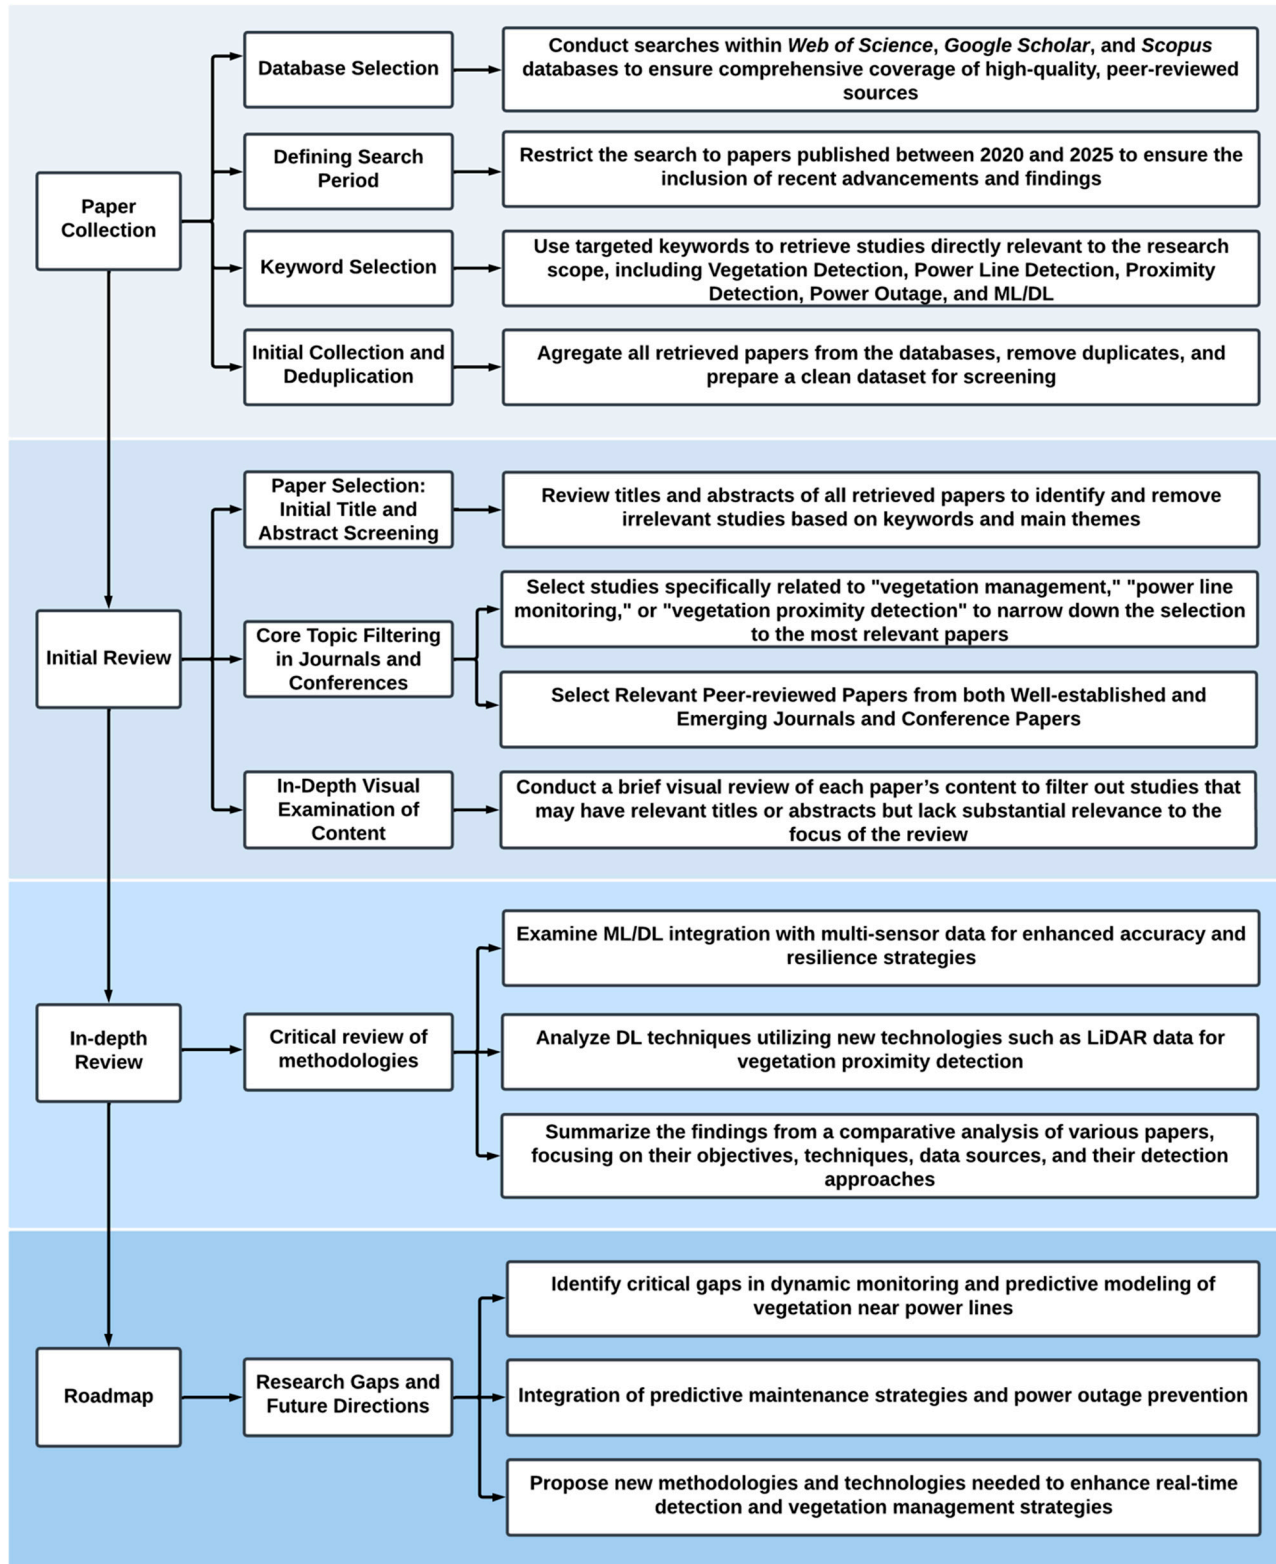 Paper
Collection
Database Selection
Conduct searches within Web of Science, Google Scholar, and Scopus
databases to ensure comprehensive coverage of high-quality, peer-reviewed
sources
Defining Search
Period
Restrict the search to papers published between 2020 and 2025 to ensure the
inclusion of recent advancements and findings
Keyword Selection
Use targeted keywords to retrieve studies directly relevant to the research
scope, including Vegetation Detection, Power Line Detection, Proximity
Detection, Power Outage, and ML/DL
Initial Collection and
Deduplication
Agregate all retrieved papers from the databases, remove duplicates, and
prepare a clean dataset for screening
Initial Review
Paper Selection:
Initial Title and
Abstract Screening
Review titles and abstracts of all retrieved papers to identify and remove
irrelevant studies based on keywords and main themes
Core Topic Filtering
in Journals and
Conferences
Select studies specifically related to "vegetation management," "power line
monitoring," or "vegetation proximity detection" to narrow down the selection
to the most relevant papers
Select Relevant Peer-reviewed Papers from both Well-established and
Emerging Journals and Conference Papers
In-Depth Visual
Examination of
Content
Conduct a brief visual review of each paper’s content to filter out studies that
may have relevant titles or abstracts but lack substantial relevance to the
focus of the review
In-depth
Review
Critical review of
methodologies
Examine ML/DL integration with multi-sensor data for enhanced accuracy and
resilience strategies
Analyze DL techniques utilizing new technologies such as LiDAR data for
vegetation proximity detection
Summarize the findings from a comparative analysis of various papers,
focusing on their objectives, techniques, data sources, and their detection
approaches
Roadmap
Research Gaps and
Future Directions
Identify critical gaps in dynamic monitoring and predictive modeling of
vegetation near power lines
Integration of predictive maintenance strategies and power outage prevention
Propose new methodologies and technologies needed to enhance real-time
detection and vegetation management strategies